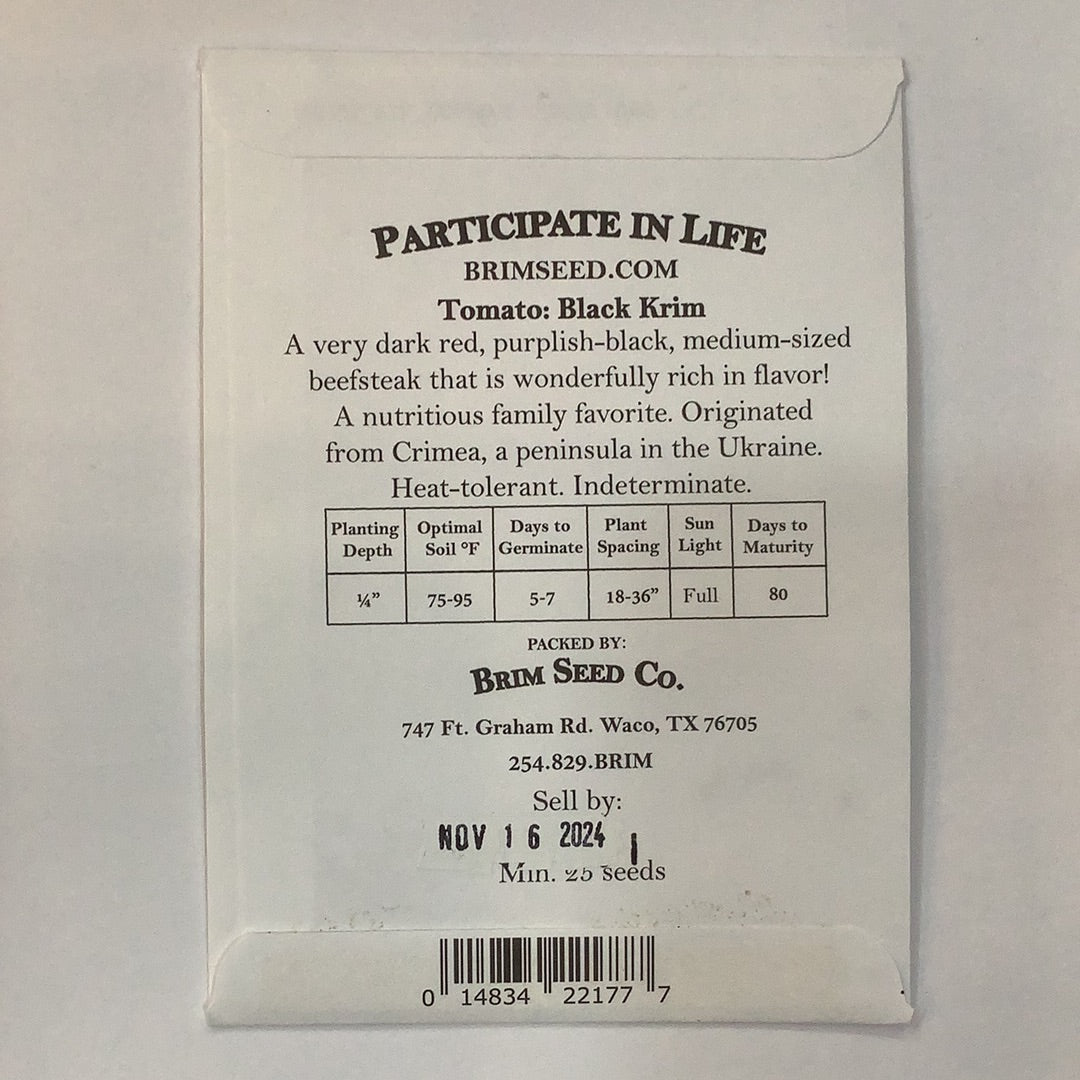 PARTICIPATE IN LIFE
BRIMSEED.COM
Tomato: Black Krim
A very dark red, purplish-black, medium-sized
beefsteak that is wonderfully rich in flavor!
A nutritious family favorite. Originated
from Crimea, a peninsula in the Ukraine.
Heat-tolerant. Indeterminate.
Planting Depth Optimal Soil °F Days to Germinate Plant Spacing Sun Light Days to Maturity
¼” 75-95 5-7 18-36” Full 80
PACKED BY:
BRIM SEED CO.
747 Ft. Graham Rd. Waco, TX 76705
254.829.BRIM
Sell by:
NOV 16 2024
Min. 25 seeds
0 14834 22177 7